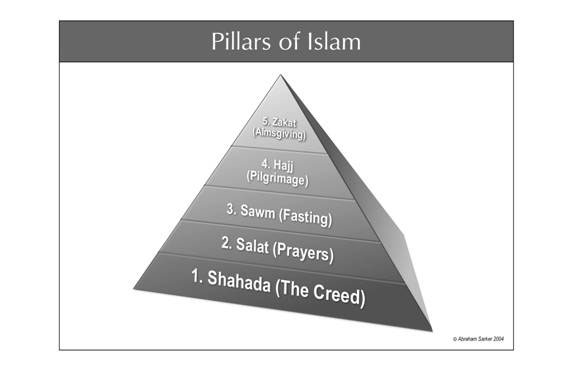 Pillars of Islam
5. Zakat
(Almsgiving)
4. Hajj
(Pilgrimage)
3. Sawm (Fasting)
2. Salat (Prayers)
1. Shahada (The Creed)
© Abraham Sarker 2004